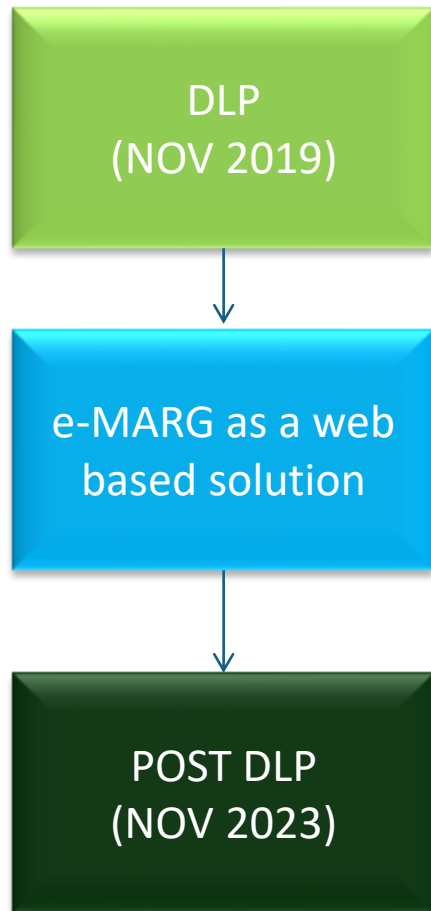 DLP
(NOV 2019)
e-MARG as a web
based solution
POST DLP
(NOV 2023)